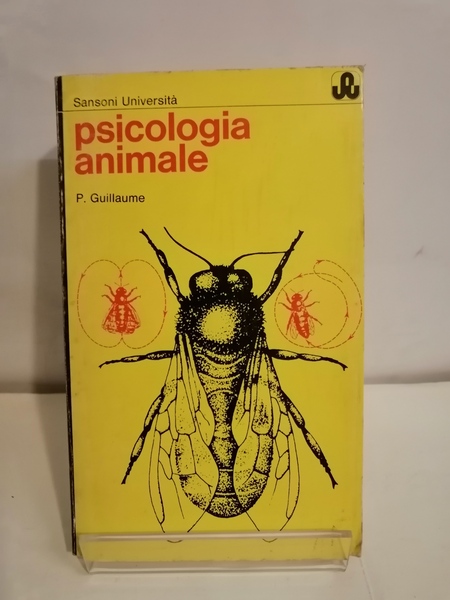 Sansoni Università
psicologia
animale
P. Guillaume